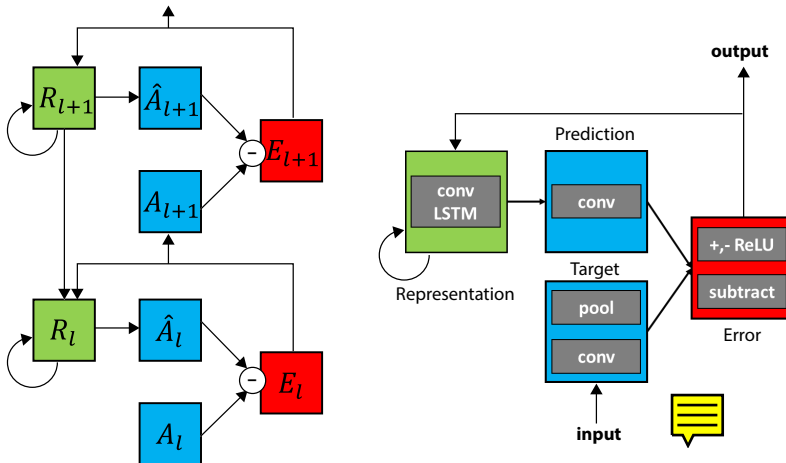 R_{l+1}
Â_{l+1}
-
E_{l+1}
A_{l+1}
R_l
Â_l
-
E_l
A_l
output
Prediction
conv
LSTM
conv
+,- ReLU
subtract
Representation
Target
pool
conv
Error
input